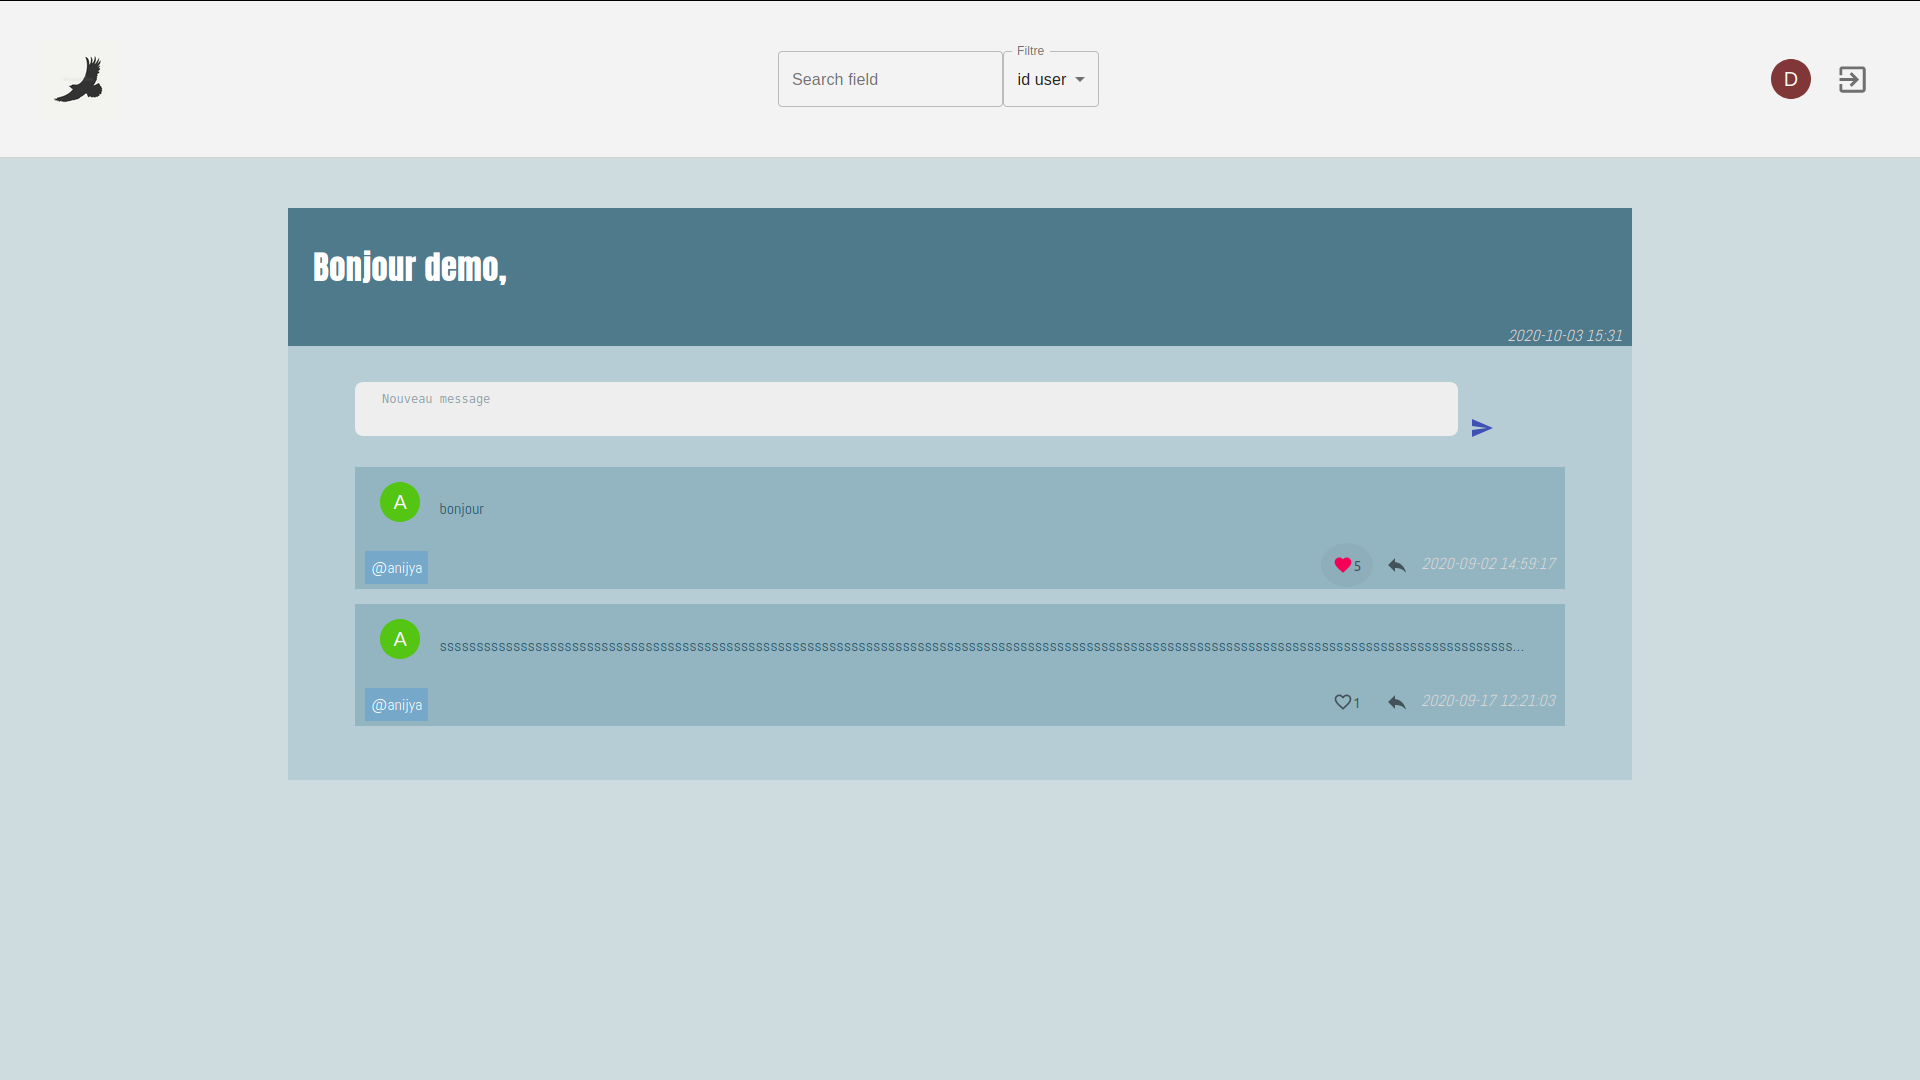 Filtre
Search field
id user
D
Bonjour demo,
2020-10-03 15:31
Nouveau message
A
bonjour
@anijya
5
2020-09-02 14:59:17
A
ssssssssssssssssssssssssssssssssssssssssssssssssssssssssssssssssssssssssssssssssssssssssssssssssssssssssssssssssssssssssssssssssssssssssssssssssss...
@anijya
1
2020-09-17 12:21:03